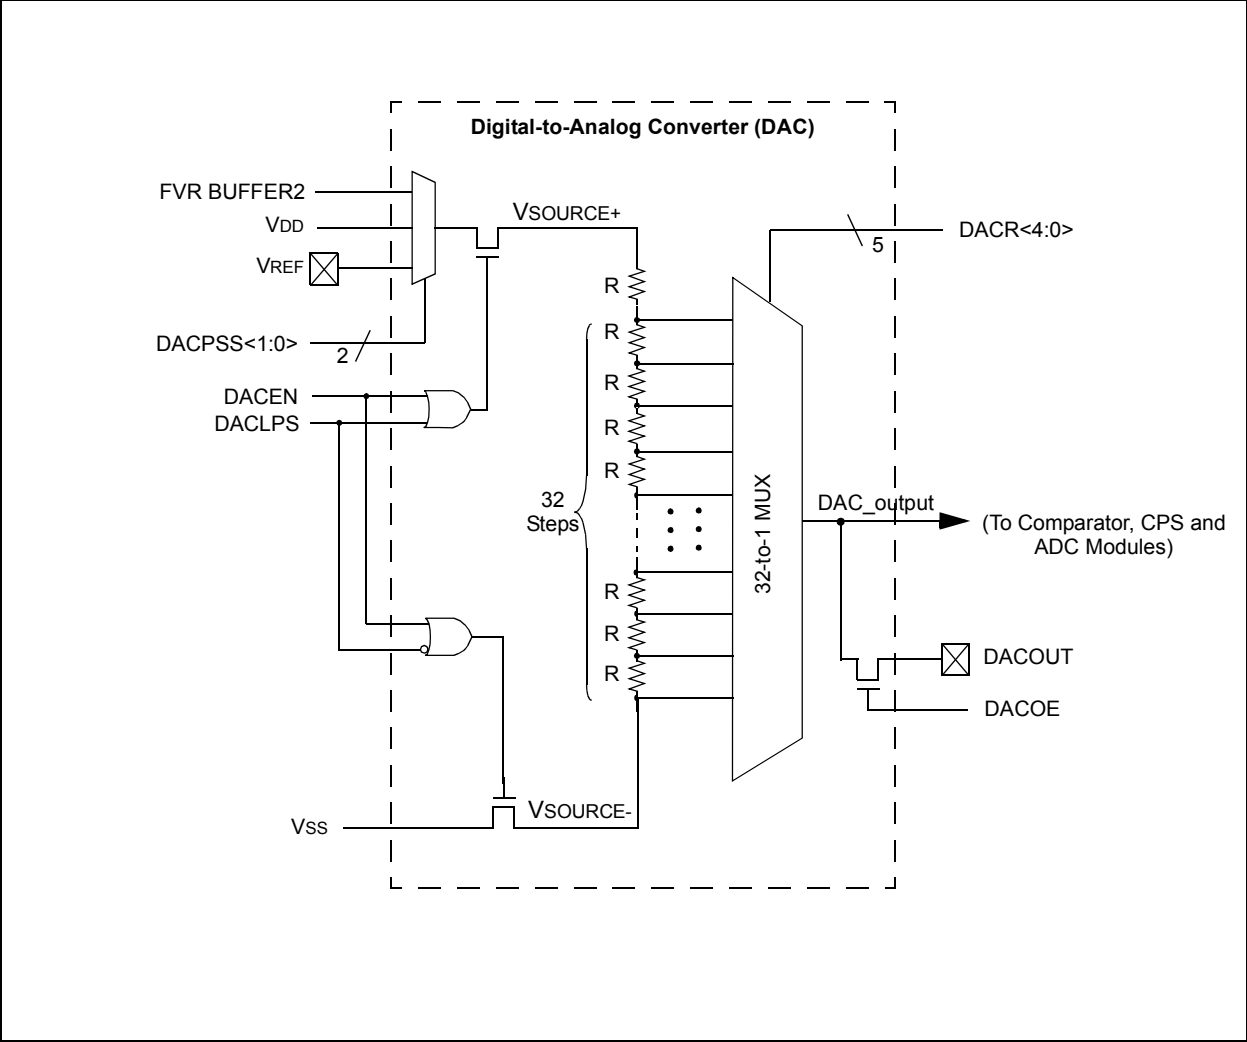 Digital-to-Analog Converter (DAC)
FVR BUFFER2
VDD
VREF
VSOURCE+
DACR<4:0>
5
DACPSS<1:0>
2
DACEN
DACLPS
R
R
R
R
R
32
Steps
32-to-1 MUX
DAC_output
(To Comparator, CPS and
ADC Modules)
R
R
R
DACOUT
DACOE
VSOURCE-
VSS